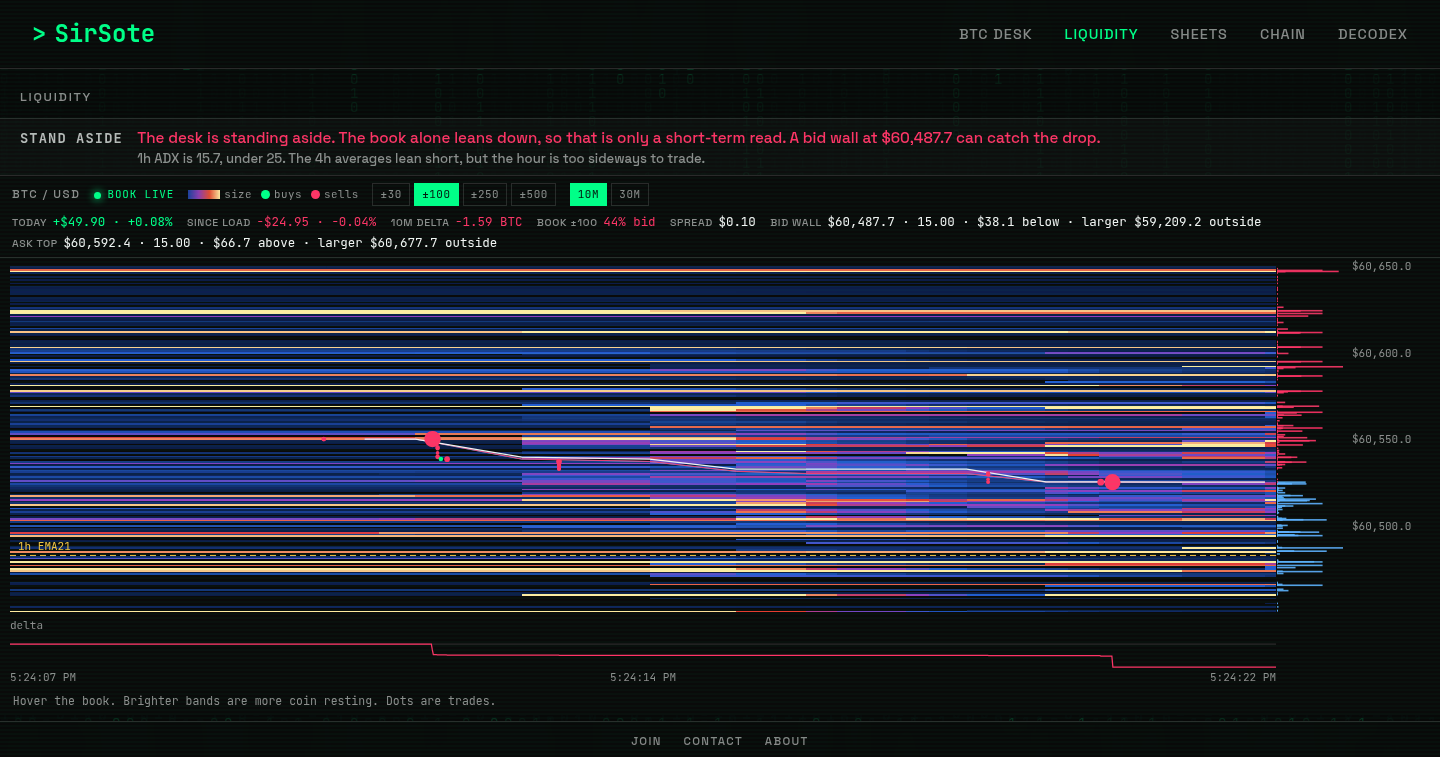 > SirSote
BTC DESK LIQUIDITY SHEETS CHAIN DECODEX
LIQUIDITY
STAND ASIDE The desk is standing aside. The book alone leans down, so that is only a short-term read. A bid wall at $60,487.7 can catch the drop.
1h ADX is 15.7, under 25. The 4h averages lean short, but the hour is too sideways to trade.
BTC / USD BOOK LIVE size buys sells ±30 ±100 ±250 ±500 10M 30M
TODAY +$49.90 · +0.08% SINCE LOAD -$24.95 · -0.04% 10M DELTA -1.59 BTC BOOK ±100 44% bid SPREAD $0.10 BID WALL $60,487.7 · 15.00 · $38.1 below · larger $59,209.2 outside
ASK TOP $60,592.4 · 15.00 · $66.7 above · larger $60,677.7 outside
$60,650.0
$60,600.0
$60,550.0
$60,500.0
1h EMA21
delta
5:24:07 PM 5:24:14 PM 5:24:22 PM
Hover the book. Brighter bands are more coin resting. Dots are trades.
JOIN CONTACT ABOUT